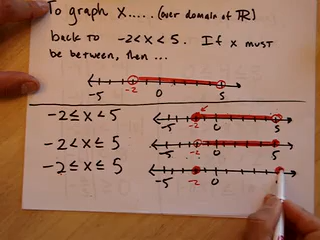 To graph x..... (over domain of ℝ)
back to -2<x<5. If x must
be between, then ...
-5 -2 0 5
-2 ≤ x < 5
-5 -2 0 5
-2 < x ≤ 5
-5 -2 0 5
-2 ≤ x ≤ 5
-5 -2 0